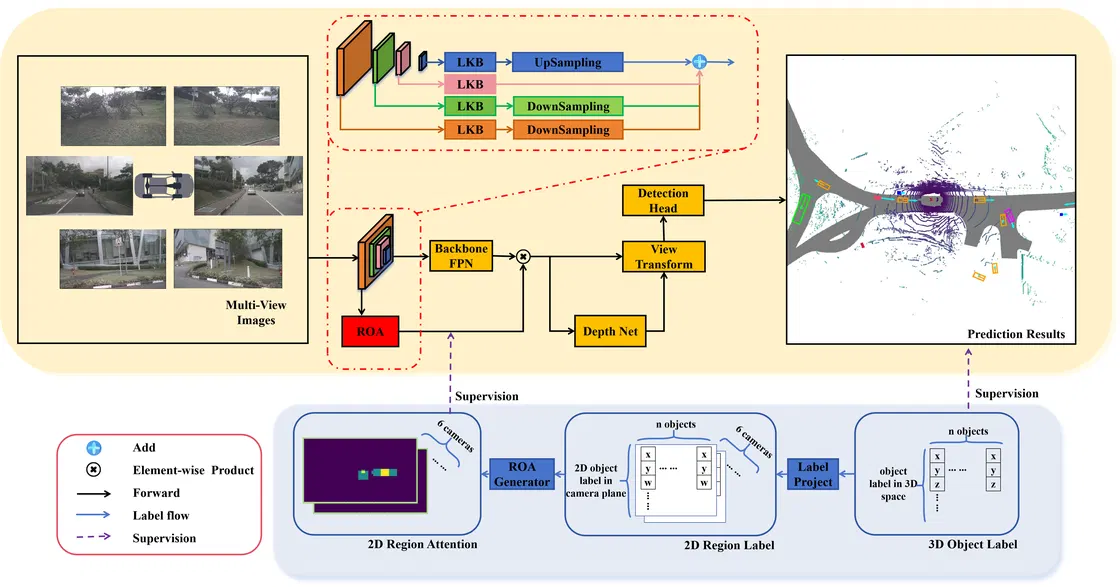 LKB
UpSampling
LKB
LKB
DownSampling
LKB
DownSampling
Multi-View
Images
Backbone
FPN
ROA
Detection
Head
View
Transform
Depth Net
Prediction Results
Supervision
Supervision
Add
Element-wise Product
Forward
Label flow
Supervision
6 cameras
... ...
2D Region Attention
ROA
Generator
n objects
6 cameras
2D object
label in
camera plane
x
y
w
... ...
x
y
w
... ...
2D Region Label
Label
Project
n objects
object
label in 3D
space
x
y
z
... ...
x
y
z
3D Object Label